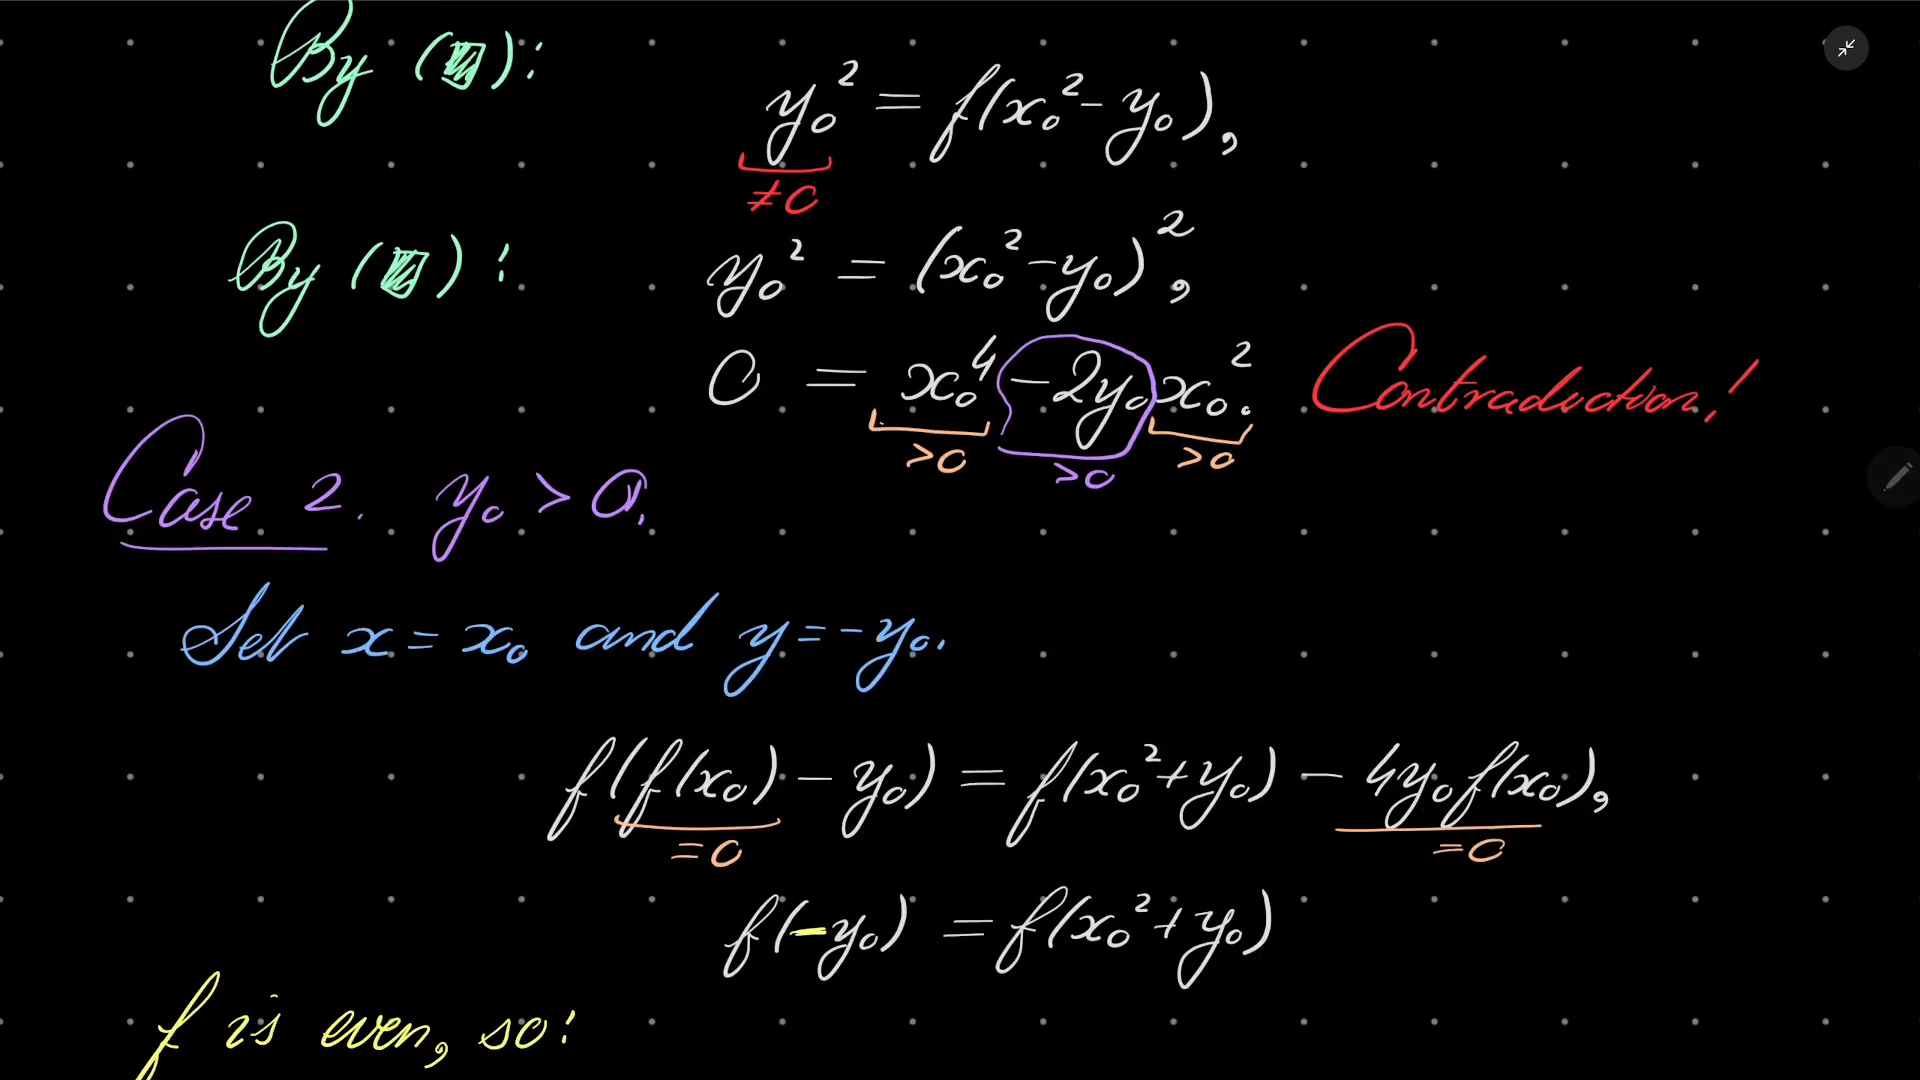 By (▨):
y₀² = f(x₀² - y₀),
≠0
By (▨):
y₀² = (x₀² - y₀)²,
0 = x₀⁴ - 2y₀x₀². Contradiction!
>0 >0 >0
Case 2. y₀ > 0.
Set x = x₀ and y = -y₀.
f(f(x₀) - y₀) = f(x₀² + y₀) - 4y₀f(x₀),
=0 =0
f(-y₀) = f(x₀² + y₀)
f is even, so: